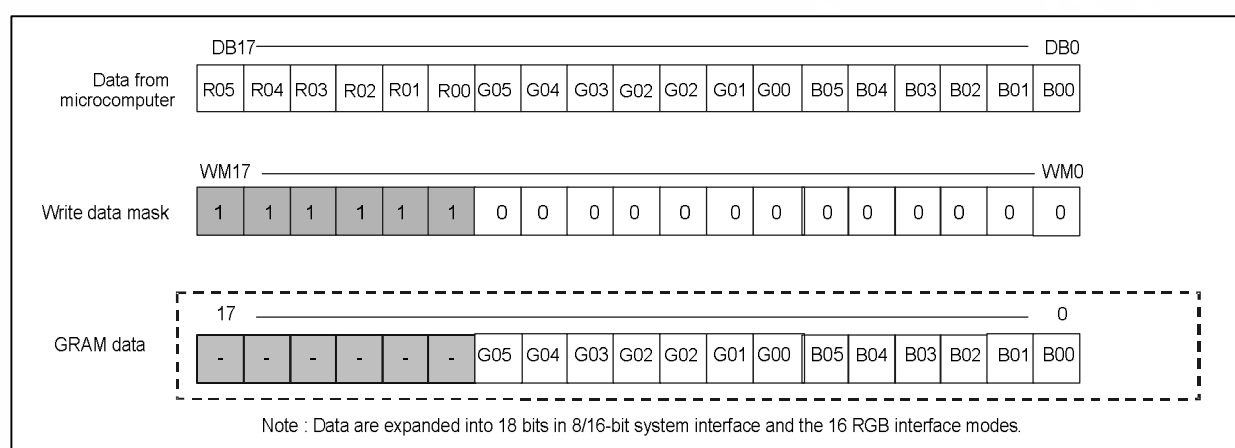 DB17 DB0
Data from microcomputer R05 R04 R03 R02 R01 R00 G05 G04 G03 G02 G02 G01 G00 B05 B04 B03 B02 B01 B00
WM17 WM0
Write data mask 1 1 1 1 1 1 0 0 0 0 0 0 0 0 0 0 0 0 0
17 0
GRAM data - - - - - - G05 G04 G03 G02 G02 G01 G00 B05 B04 B03 B02 B01 B00
Note : Data are expanded into 18 bits in 8/16-bit system interface and the 16 RGB interface modes.